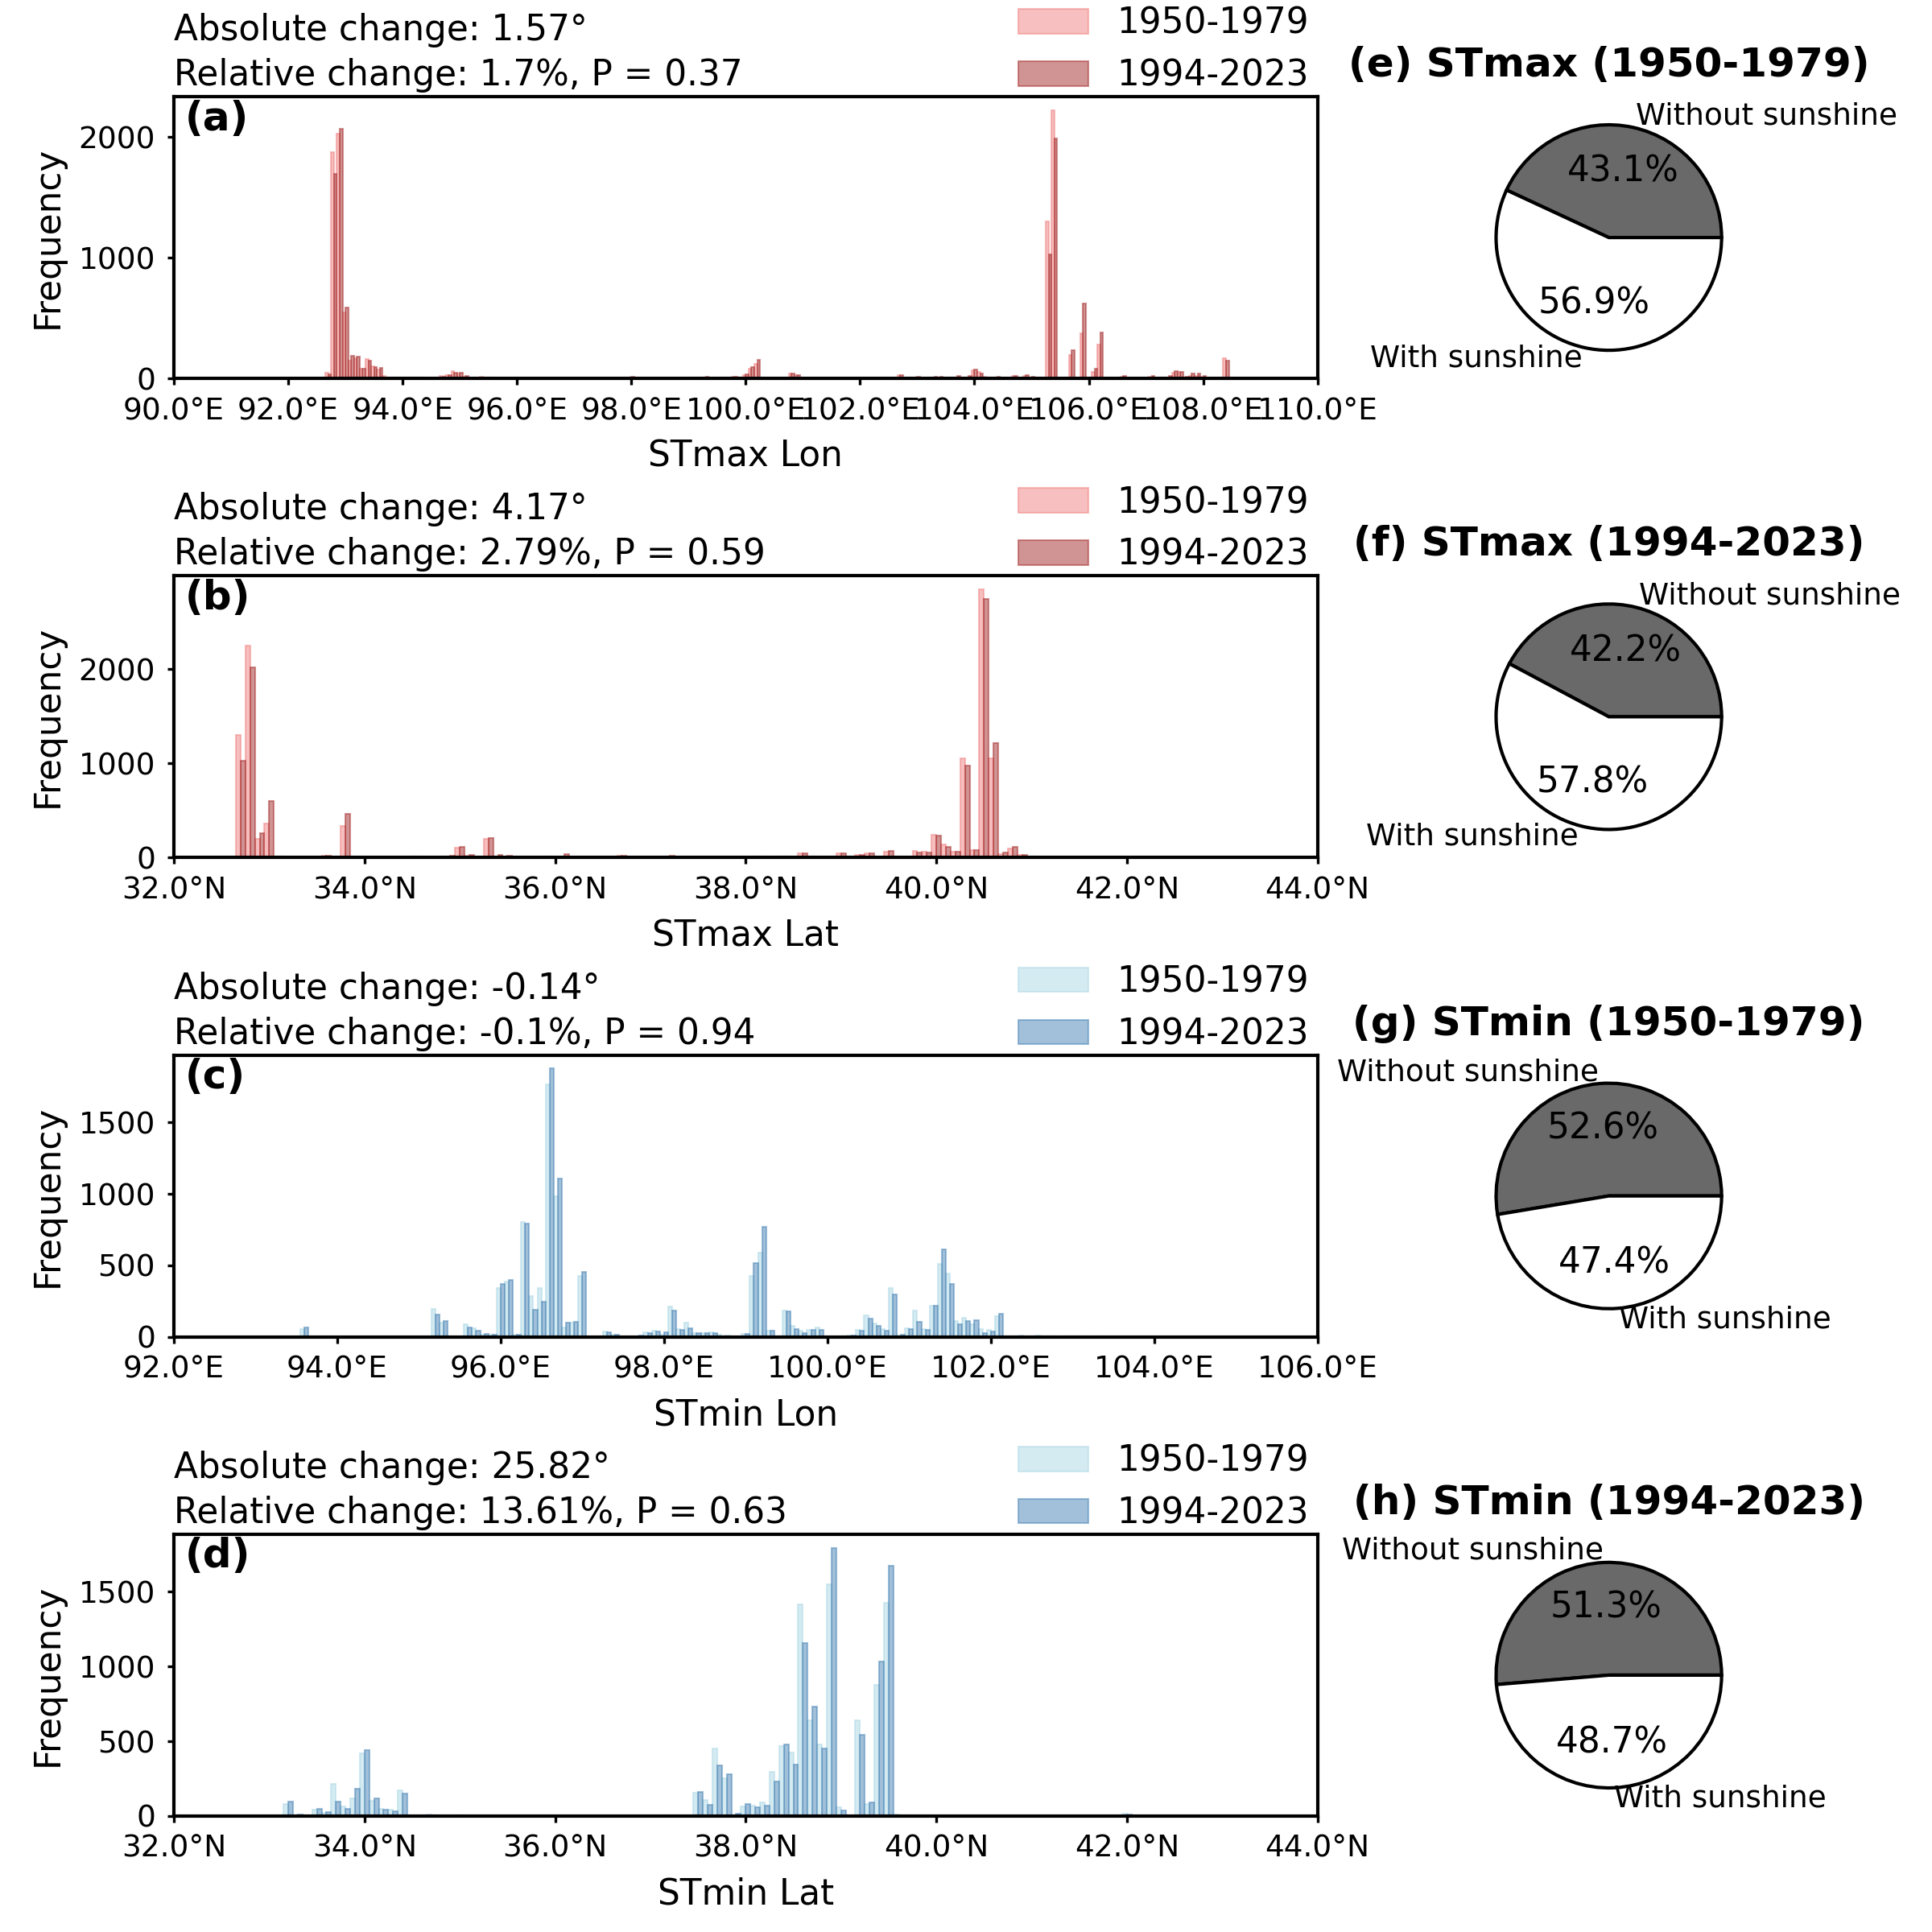 Absolute change: 1.57°
Relative change: 1.7%, P = 0.37
1950-1979
1994-2023
(a)
Frequency
2000
1000
0
90.0°E 92.0°E 94.0°E 96.0°E 98.0°E 100.0°E 102.0°E 104.0°E 106.0°E 108.0°E 110.0°E
STmax Lon
(e) STmax (1950-1979)
Without sunshine
43.1%
56.9%
With sunshine
Absolute change: 4.17°
Relative change: 2.79%, P = 0.59
1950-1979
1994-2023
(b)
Frequency
2000
1000
0
32.0°N 34.0°N 36.0°N 38.0°N 40.0°N 42.0°N 44.0°N
STmax Lat
(f) STmax (1994-2023)
Without sunshine
42.2%
57.8%
With sunshine
Absolute change: -0.14°
Relative change: -0.1%, P = 0.94
1950-1979
1994-2023
(c)
Frequency
1500
1000
500
0
92.0°E 94.0°E 96.0°E 98.0°E 100.0°E 102.0°E 104.0°E 106.0°E
STmin Lon
(g) STmin (1950-1979)
Without sunshine
52.6%
47.4%
With sunshine
Absolute change: 25.82°
Relative change: 13.61%, P = 0.63
1950-1979
1994-2023
(d)
Frequency
1500
1000
500
0
32.0°N 34.0°N 36.0°N 38.0°N 40.0°N 42.0°N 44.0°N
STmin Lat
(h) STmin (1994-2023)
Without sunshine
51.3%
48.7%
With sunshine